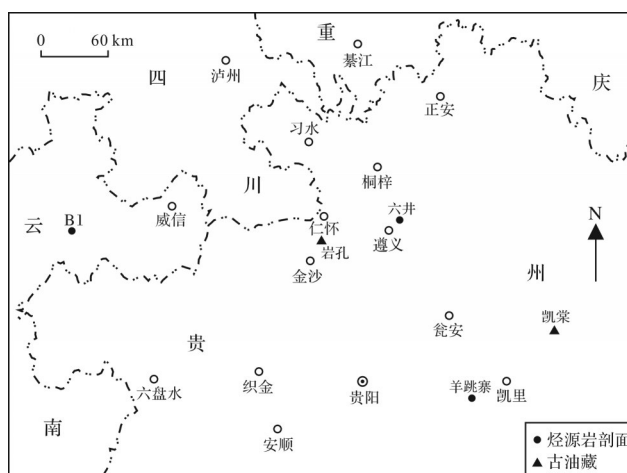 0 60 km
重
綦江
四
泸州
庆
正安
习水
桐梓
川
云
B1
威信
六井
仁怀
遵义
N
岩孔
金沙
州
瓮安
凯棠
贵
六盘水
织金
贵阳
羊跳寨
凯里
南
安顺
烃源岩剖面
古油藏